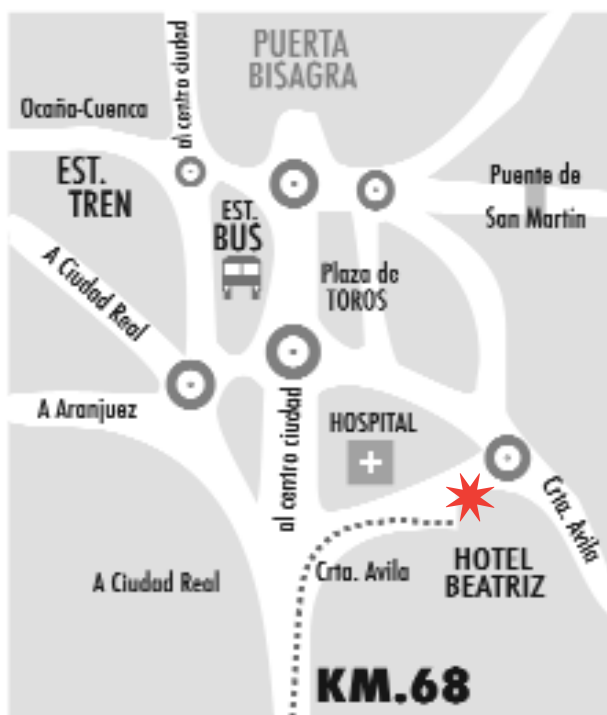 PUERTA
BISAGRA
al centro ciudad
Ocaña-Cuenca
EST.
TREN
EST.
BUS
Puente de
San Martin
Plaza de
TOROS
A Ciudad Real
A Aranjuez
al centro ciudad
HOSPITAL
Crta. Avila
A Ciudad Real
Crta. Avila
HOTEL
BEATRIZ
KM.68